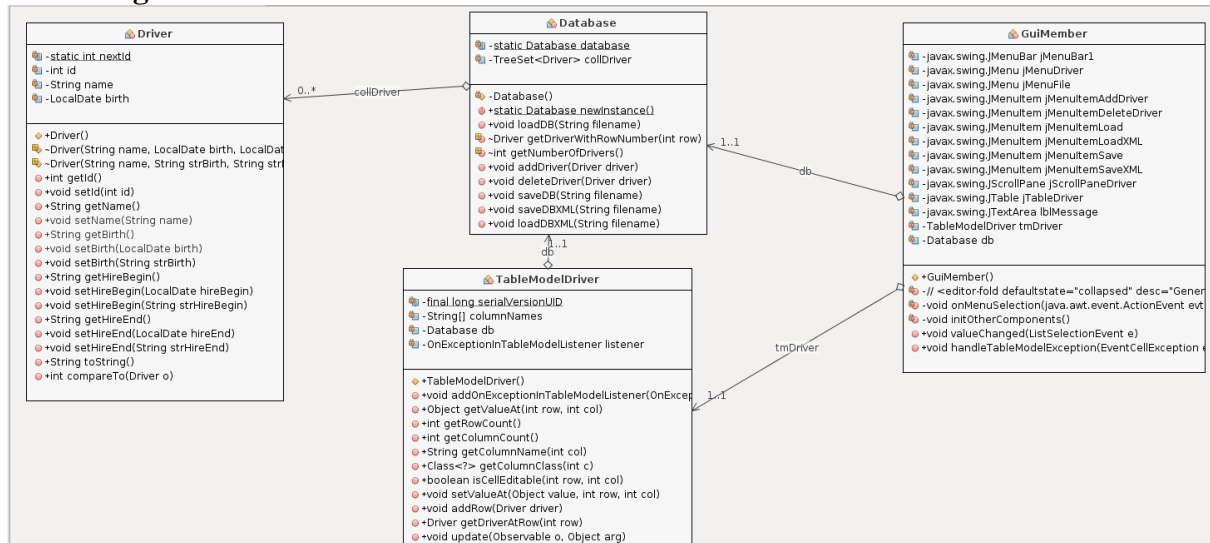 Driver
-static int nextId
-int id
-String name
-LocalDate birth
+Driver()
~Driver(String name, LocalDate birth, LocalDat
~Driver(String name, String strBirth, String strI
+int getId()
+void setId(int id)
+String getName()
+void setName(String name)
+String getBirth()
+void setBirth(LocalDate birth)
+void setBirth(String strBirth)
+String getHireBegin()
+void setHireBegin(LocalDate hireBegin)
+void setHireBegin(String strHireBegin)
+String getHireEnd()
+void setHireEnd(LocalDate hireEnd)
+void setHireEnd(String strHireEnd)
+String toString()
+int compareTo(Driver o)
0..*
collDriver
Database
-static Database database
-TreeSet<Driver> collDriver
-Database()
+static Database newInstance()
+void loadDB(String filename)
~Driver getDriverWithRowNumber(int row)
~int getNumberOfDrivers()
+void addDriver(Driver driver)
+void deleteDriver(Driver driver)
+void saveDB(String filename)
+void saveDBXML(String filename)
+void loadDBXML(String filename)
1..1
db
TableModelDriver
-final long serialVersionUID
-String[] columnNames
-Database db
-OnExceptionInTableModelListener listener
+TableModelDriver()
+void addOnExceptionInTableModelListener(OnExcep
+Object getValueAt(int row, int col)
+int getRowCount()
+int getColumnCount()
+String getColumnName(int col)
+Class<?> getColumnClass(int c)
+boolean isCellEditable(int row, int col)
+void setValueAt(Object value, int row, int col)
+void addRow(Driver driver)
+Driver getDriverAtRow(int row)
+void update(Observable o, Object arg)
1..1
db
tmDriver
1..1
GuiMember
-javax.swing.JMenuBar jMenuBar1
-javax.swing.JMenu jMenuDriver
-javax.swing.JMenu jMenuFile
-javax.swing.JMenuItem jMenuItemAddDriver
-javax.swing.JMenuItem jMenuItemDeleteDriver
-javax.swing.JMenuItem jMenuItemLoad
-javax.swing.JMenuItem jMenuItemLoadXML
-javax.swing.JMenuItem jMenuItemSave
-javax.swing.JMenuItem jMenuItemSaveXML
-javax.swing.JScrollPane jScrollPaneDriver
-javax.swing.JTable jTableDriver
-javax.swing.JTextArea lblMessage
-TableModelDriver tmDriver
-Database db
+GuiMember()
-// <editor-fold defaultstate="collapsed" desc="Gener
-void onMenuSelection(java.awt.event.ActionEvent evt
-void initOtherComponents()
+void valueChanged(ListSelectionEvent e)
+void handleTableModelException(EventCellException e